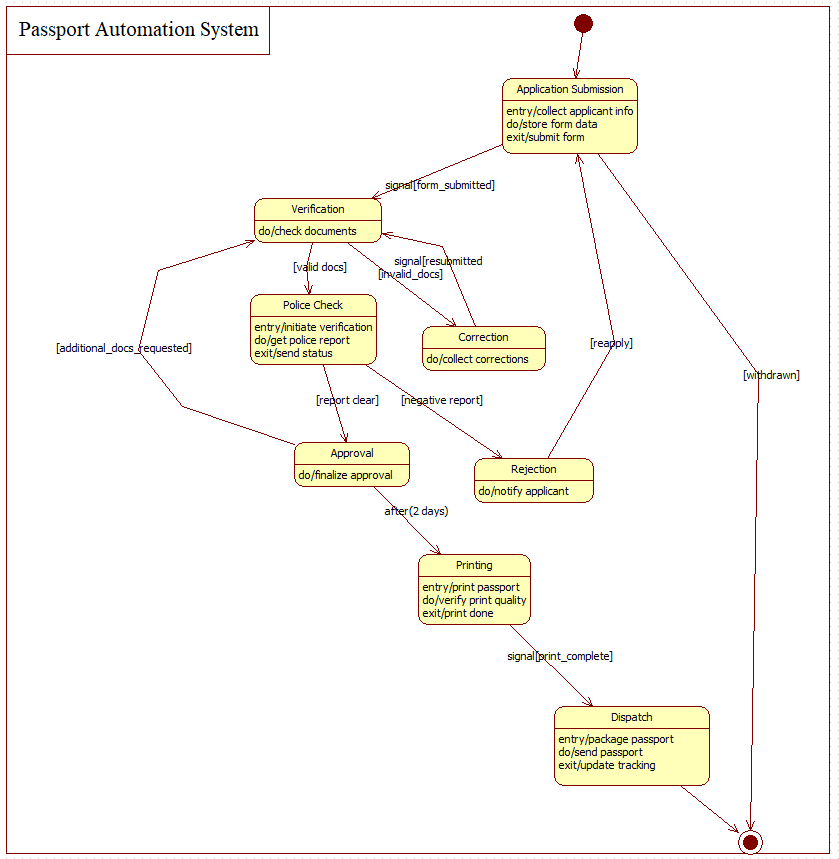 Passport Automation System
Application Submission
entry/collect applicant info
do/store form data
exit/submit form
signal[form_submitted]
Verification
do/check documents
signal[resubmitted
[valid docs]
[invalid_docs]
Police Check
entry/initiate verification
do/get police report
exit/send status
Correction
do/collect corrections
[reapply]
[additional_docs_requested]
[withdrawn]
[report clear]
[negative report]
Approval
do/finalize approval
Rejection
do/notify applicant
after(2 days)
Printing
entry/print passport
do/verify print quality
exit/print done
signal[print_complete]
Dispatch
entry/package passport
do/send passport
exit/update tracking